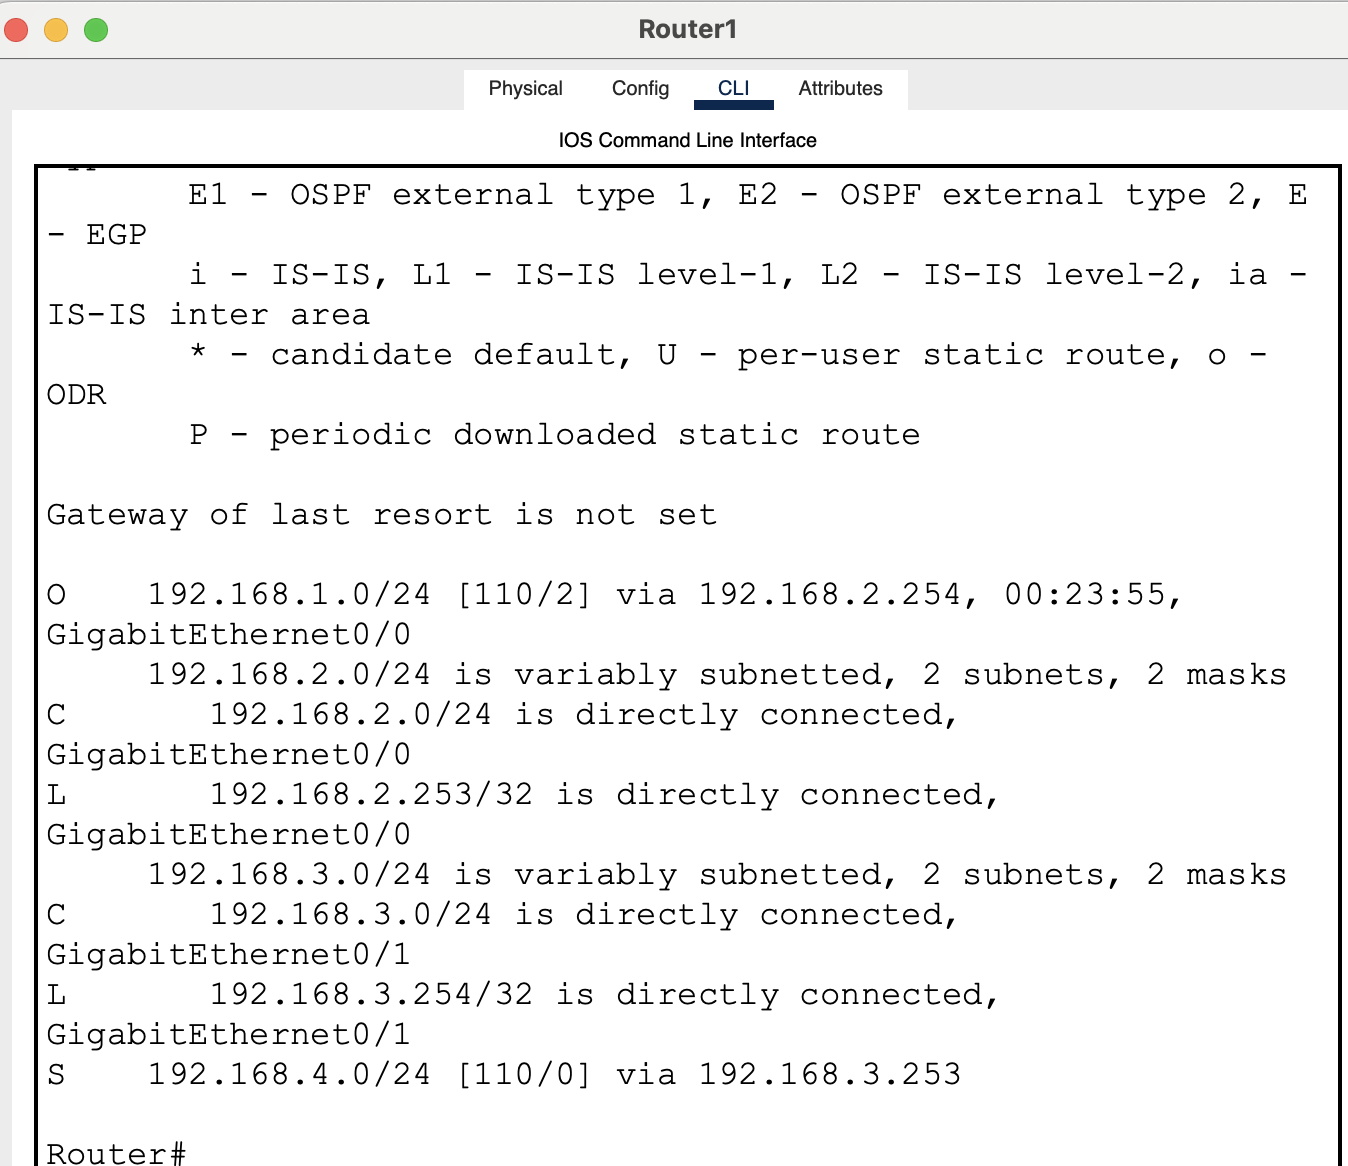 Router1
Physical Config CLI Attributes
IOS Command Line Interface
E1 - OSPF external type 1, E2 - OSPF external type 2, E
- EGP
i - IS-IS, L1 - IS-IS level-1, L2 - IS-IS level-2, ia -
IS-IS inter area
* - candidate default, U - per-user static route, o -
ODR
P - periodic downloaded static route
Gateway of last resort is not set
O 192.168.1.0/24 [110/2] via 192.168.2.254, 00:23:55,
GigabitEthernet0/0
192.168.2.0/24 is variably subnetted, 2 subnets, 2 masks
C 192.168.2.0/24 is directly connected,
GigabitEthernet0/0
L 192.168.2.253/32 is directly connected,
GigabitEthernet0/0
192.168.3.0/24 is variably subnetted, 2 subnets, 2 masks
C 192.168.3.0/24 is directly connected,
GigabitEthernet0/1
L 192.168.3.254/32 is directly connected,
GigabitEthernet0/1
S 192.168.4.0/24 [110/0] via 192.168.3.253
Router#